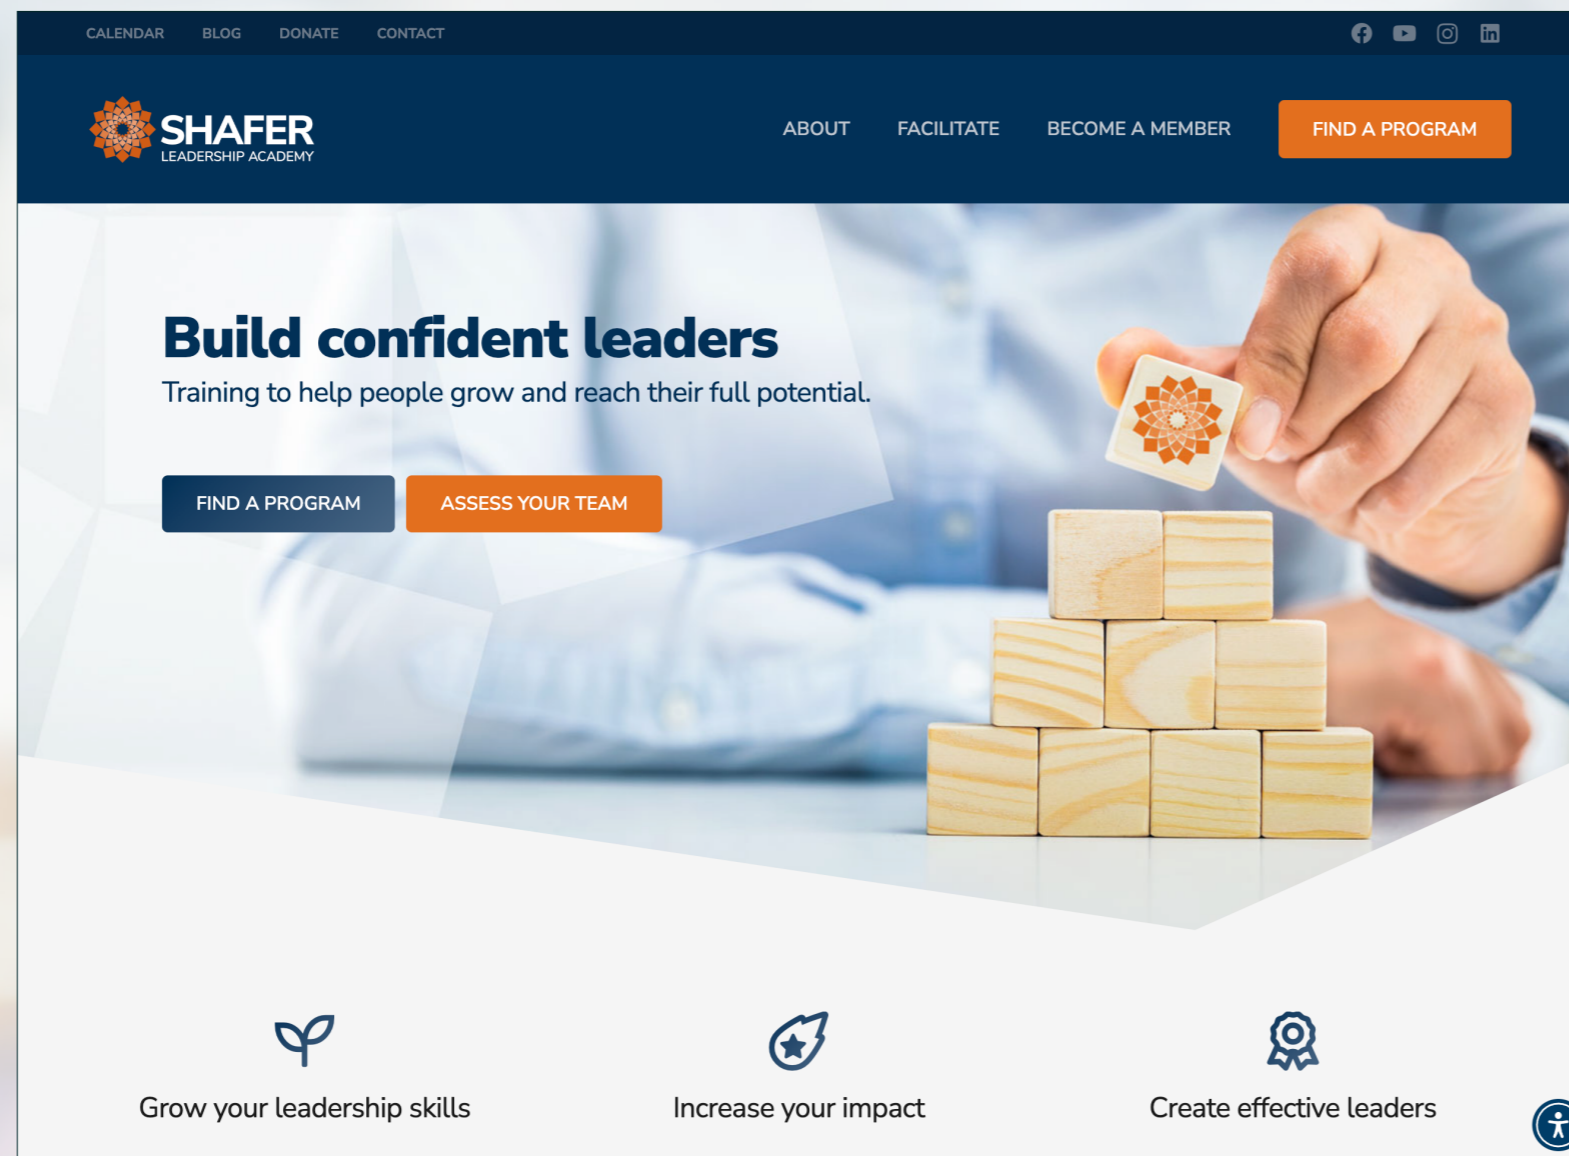 CALENDAR BLOG DONATE CONTACT
SHAFER
LEADERSHIP ACADEMY
ABOUT FACILITATE BECOME A MEMBER FIND A PROGRAM
Build confident leaders
Training to help people grow and reach their full potential.
FIND A PROGRAM ASSESS YOUR TEAM
Grow your leadership skills Increase your impact Create effective leaders